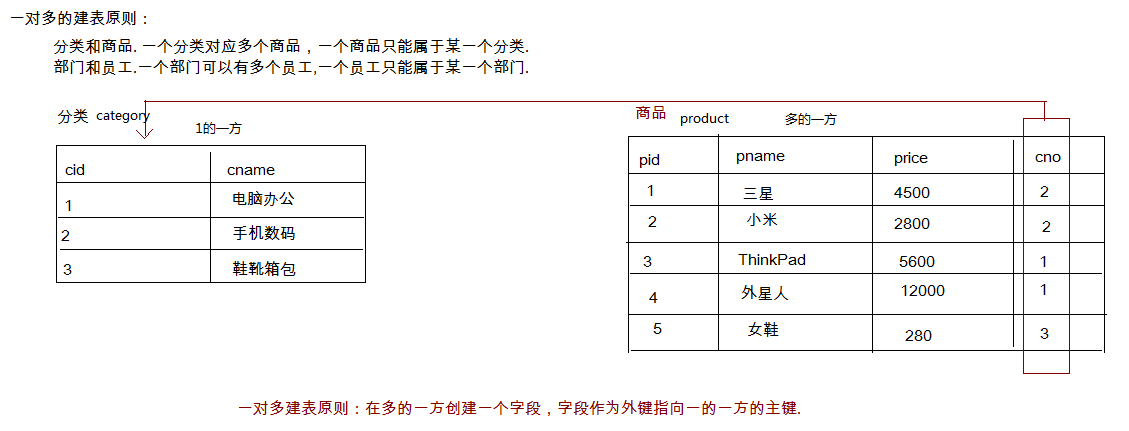 一对多的建表原则：
分类和商品. 一个分类对应多个商品，一个商品只能属于某一个分类.
部门和员工.一个部门可以有多个员工,一个员工只能属于某一个部门.
分类 category
1的一方
cid cname
1 电脑办公
2 手机数码
3 鞋靴箱包
商品 product 多的一方
pid pname price cno
1 三星 4500 2
2 小米 2800 2
3 ThinkPad 5600 1
4 外星人 12000 1
5 女鞋 280 3
一对多建表原则：在多的一方创建一个字段，字段作为外键指向一的一方的主键.